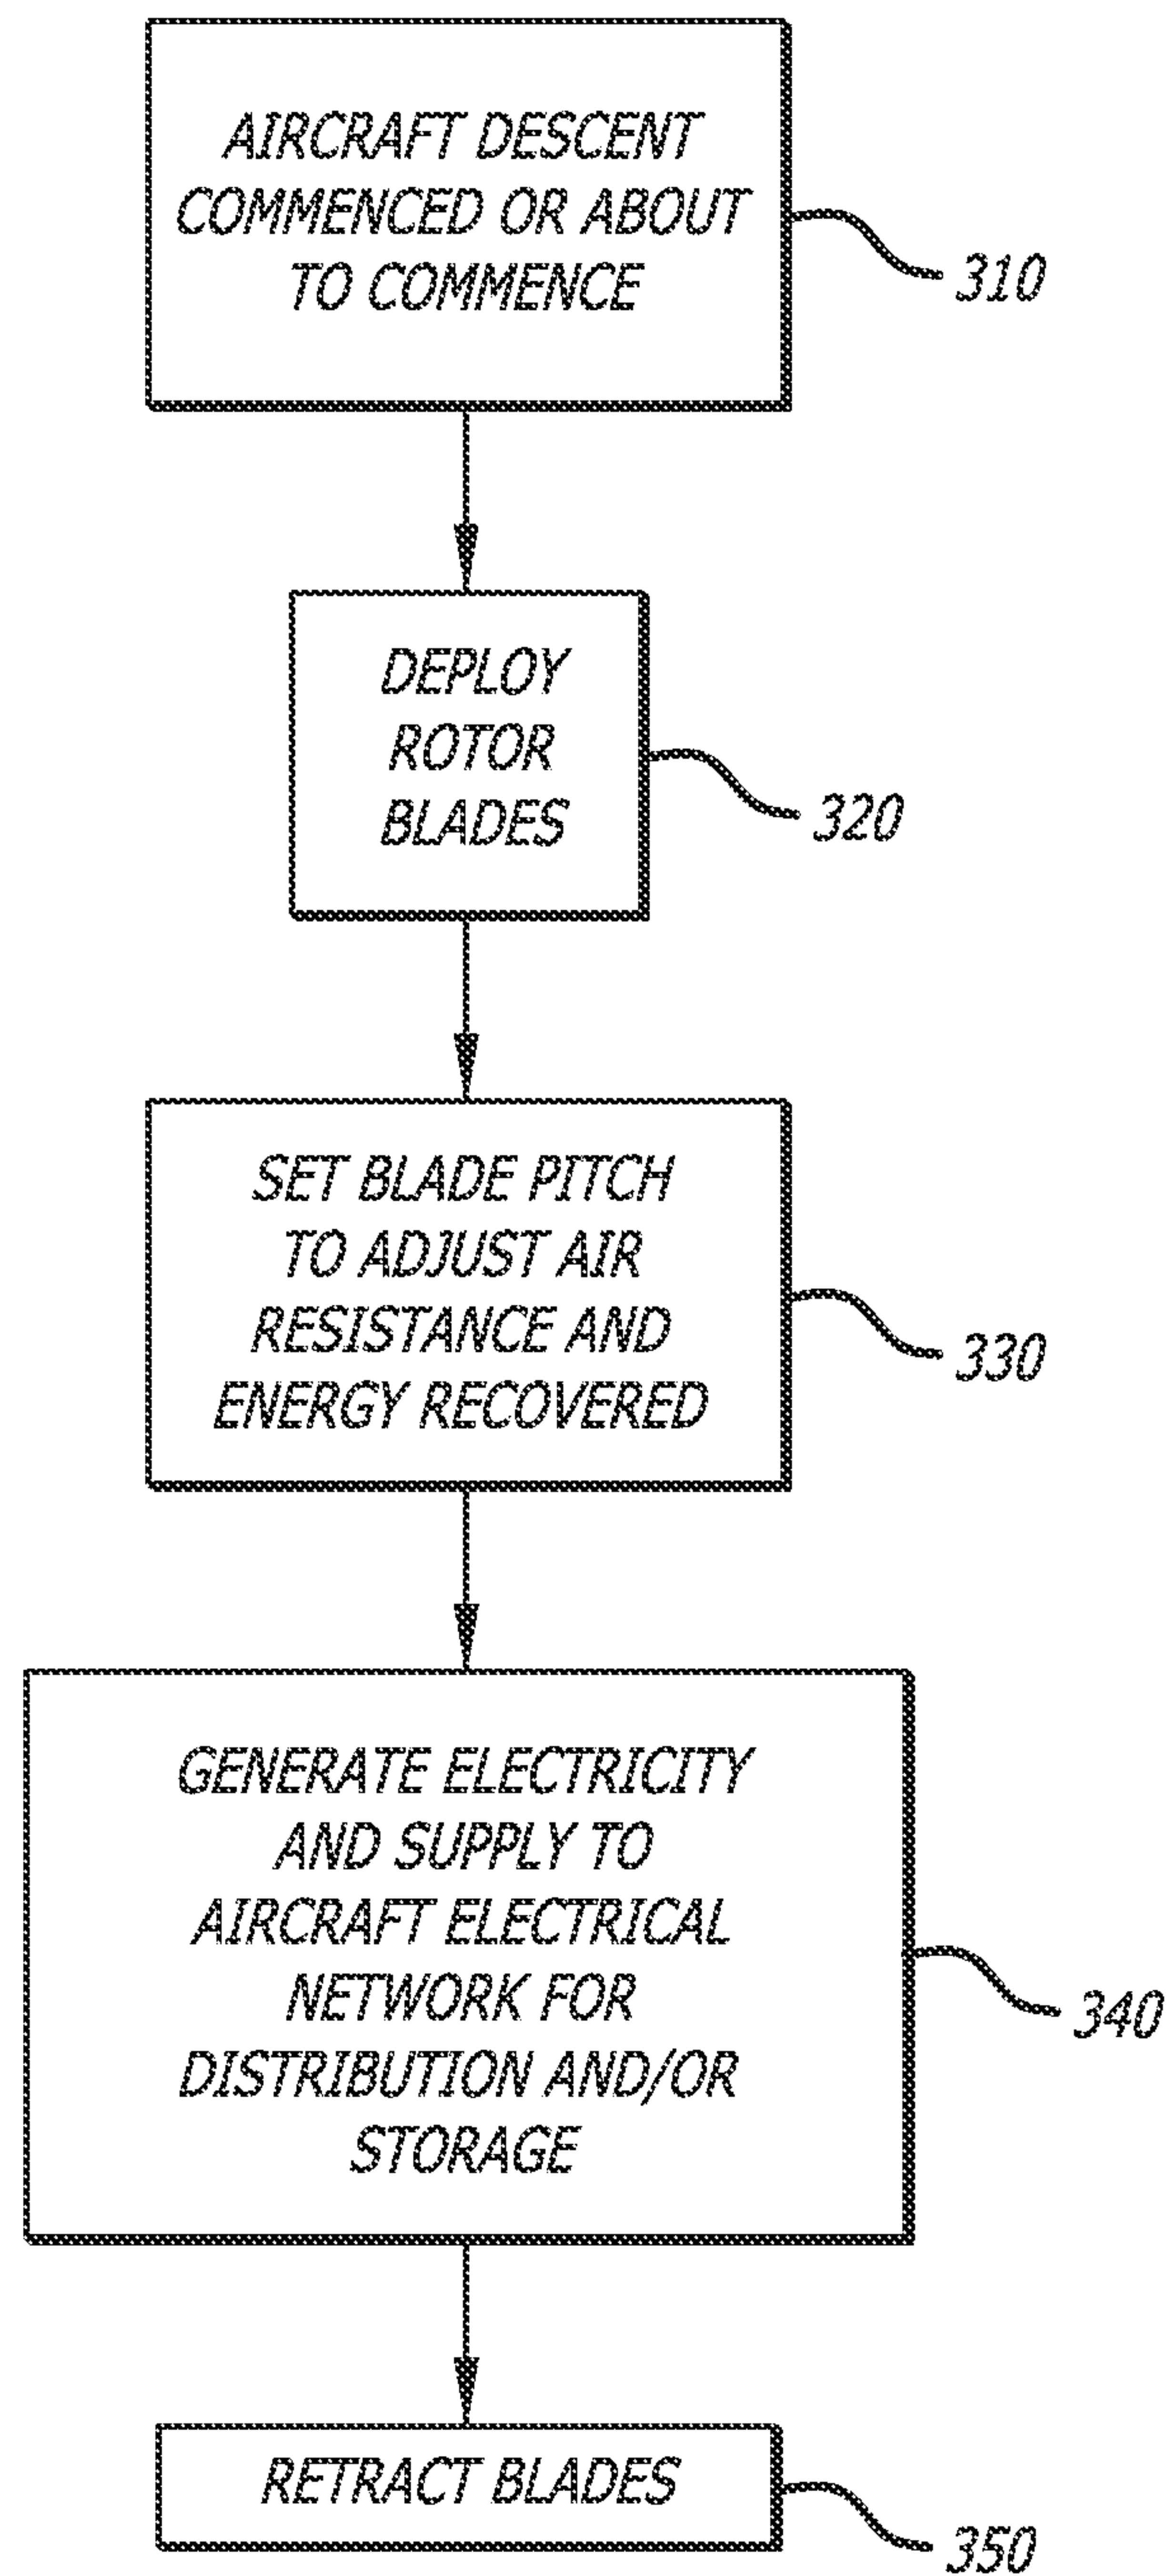 AIRCRAFT DESCENT
COMMENCED OR ABOUT
TO COMMENCE
310
DEPLOY
ROTOR
BLADES
320
SET BLADE PITCH
TO ADJUST AIR
RESISTANCE AND
ENERGY RECOVERED
330
GENERATE ELECTRICITY
AND SUPPLY TO
AIRCRAFT ELECTRICAL
NETWORK FOR
DISTRIBUTION AND/OR
STORAGE
340
RETRACT BLADES
350